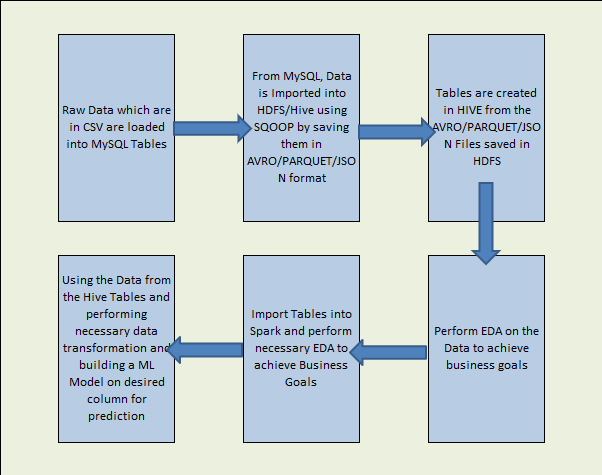 Raw Data which are
in CSV are loaded
into MySQL Tables
From MySQL, Data
is Imported into
HDFS/Hive using
SQOOP by saving
them in
AVRO/PARQUET/JSO
N format
Tables are created
in HIVE from the
AVRO/PARQUET/JSO
N Files saved in
HDFS
Perform EDA on the
Data to achieve
business goals
Import Tables into
Spark and perform
necessary EDA to
achieve Business
Goals
Using the Data from
the Hive Tables and
performing
necessary data
transformation and
building a ML
Model on desired
column for
prediction